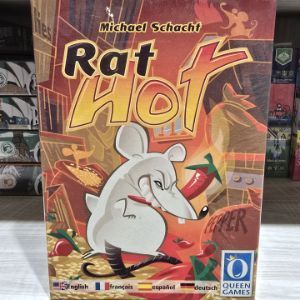 Michael Schacht
Rat
HOT
PEPPER
english français español deutsch
Q
QUEEN
GAMES